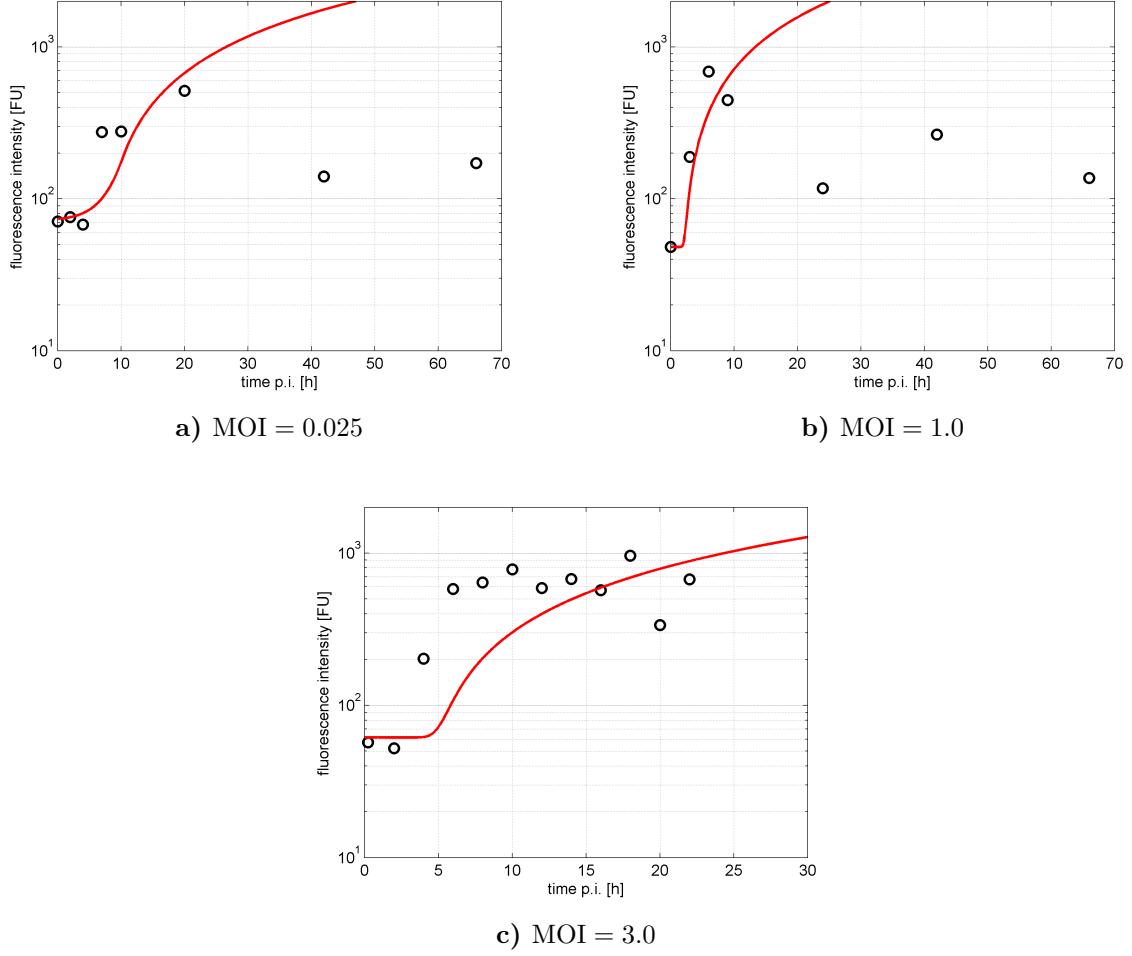 fluorescence intensity [FU]
10³
10²
10¹
0 10 20 30 40 50 60 70
time p.i. [h]
a) MOI = 0.025
fluorescence intensity [FU]
10³
10²
10¹
0 10 20 30 40 50 60 70
time p.i. [h]
b) MOI = 1.0
fluorescence intensity [FU]
10³
10²
10¹
0 5 10 15 20 25 30
time p.i. [h]
c) MOI = 3.0